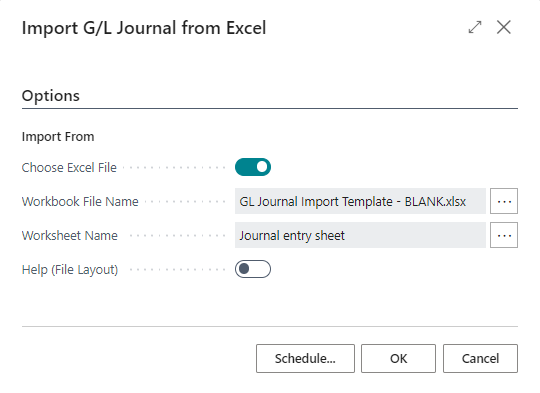 Import G/L Journal from Excel
Options
Import From
Choose Excel File
Workbook File Name GL Journal Import Template - BLANK.xlsx ...
Worksheet Name Journal entry sheet ...
Help (File Layout)
Schedule... OK Cancel